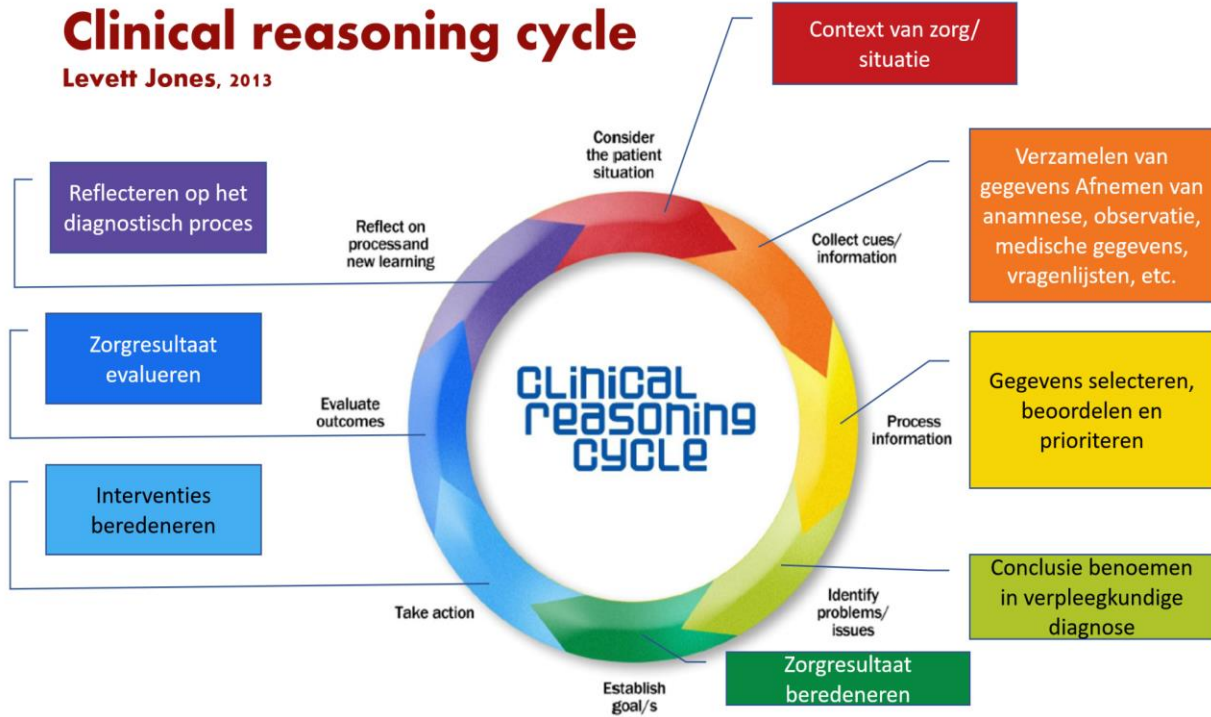 Clinical reasoning cycle
Levett Jones, 2013
Context van zorg/
situatie
Consider
the patient
situation
Verzamelen van
gegevens Afnemen van
anamnese, observatie,
medische gegevens,
vragenlijsten, etc.
Collect cues/
information
Gegevens selecteren,
beoordelen en
prioriteren
Process
information
Conclusie benoemen
in verpleegkundige
diagnose
Identify
problems/
issues
Zorgresultaat
beredeneren
Establish
goal/s
Interventies
beredeneren
Take action
Zorgresultaat
evalueren
Evaluate
outcomes
Reflecteren op het
diagnostisch proces
Reflect on
process and
new learning
CLINICAL
REASONING
CYCLE